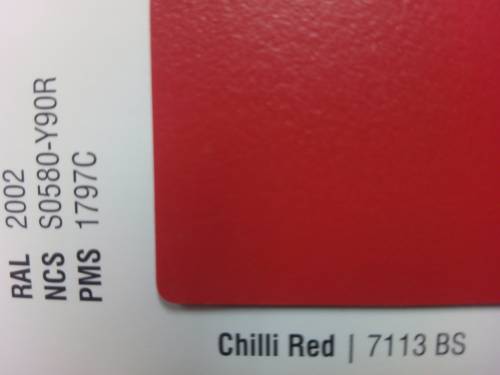 RAL 2002
NCS S0580-Y90R
PMS 1797C
Chilli Red | 7113 BS